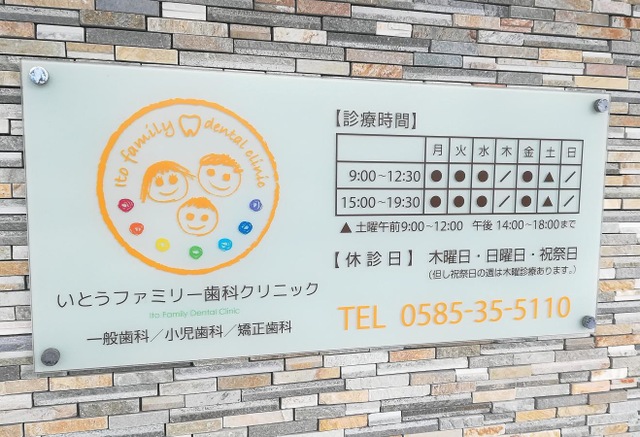 Ito family dental clinic
いとうファミリー歯科クリニック
Ito Family Dental Clinic
一般歯科／小児歯科／矯正歯科
【診療時間】
月 火 水 木 金 土 日
9:00~12:30 ● ● ● ／ ● ▲ ／
15:00~19:30 ● ● ● ／ ● ▲ ／
▲ 土曜午前9:00~12:00 午後 14:00~18:00まで
【休診日】 木曜日・日曜日・祝祭日
（但し祝祭日の週は木曜診療あります。）
TEL 0585-35-5110